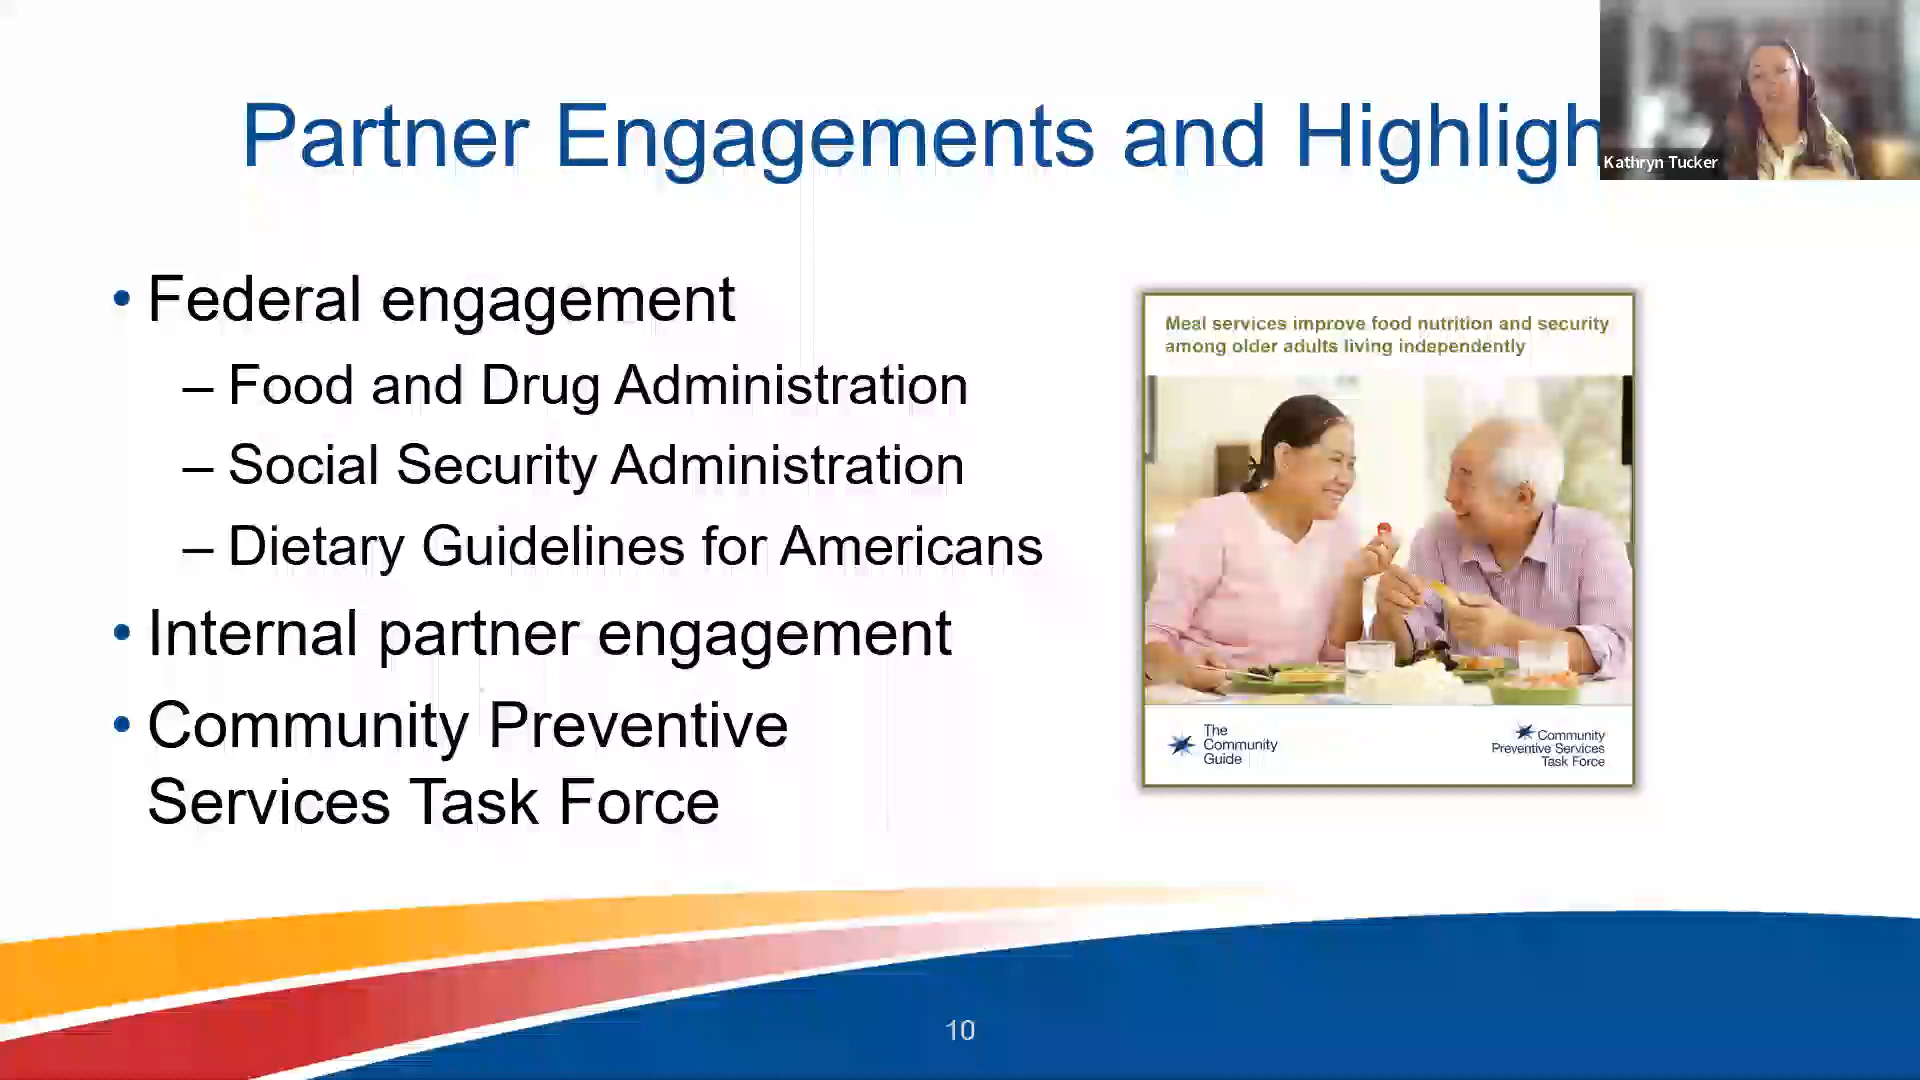 Partner Engagements and Highligh
Kathryn Tucker
• Federal engagement
– Food and Drug Administration
– Social Security Administration
– Dietary Guidelines for Americans
• Internal partner engagement
• Community Preventive
Services Task Force
Meal services improve food nutrition and security
among older adults living independently
The
Community
Guide
Community
Preventive Services
Task Force
10